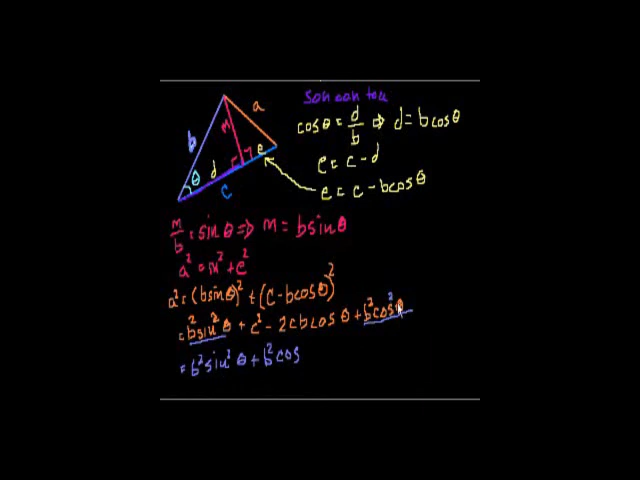 soh cah toa
b
a
m
θ
d
e
c
cosθ = d/b ⇒ d = bcosθ
e = c - d
e = c - bcosθ
m/b = sinθ ⇒ m = bsinθ
a² = m² + e²
a² = (bsinθ)² + (c - bcosθ)²
= b²sin²θ + c² - 2cbcosθ + b²cos²θ
= b²sin²θ + b²cos